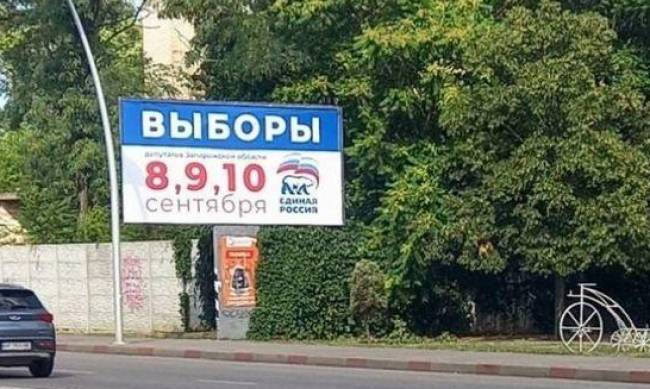 ВЫБОРЫ
депутатов Запорожской области
8,9,10
сентября
ЕДИНАЯ
РОССИЯ